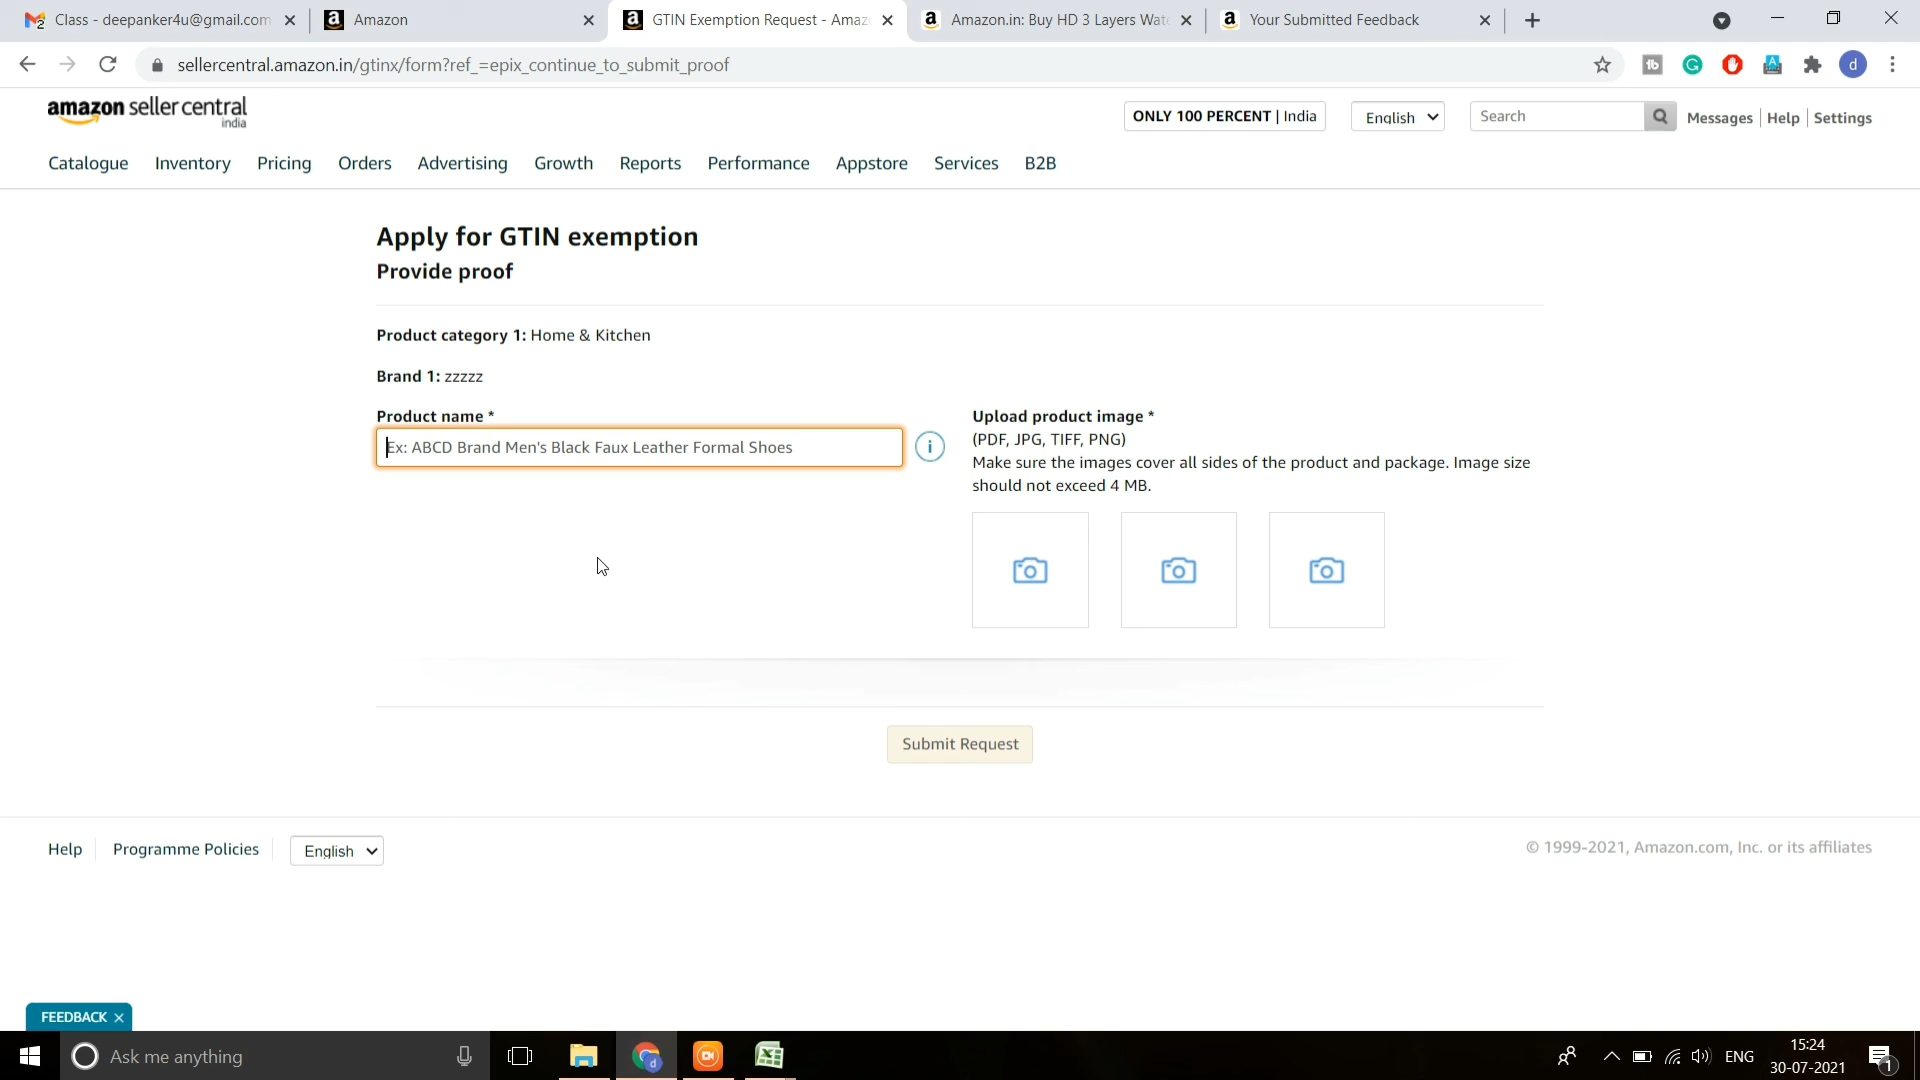 Class - deepanker4u@gmail.com
Amazon
GTIN Exemption Request - Amaz
Amazon.in: Buy HD 3 Layers Wate
Your Submitted Feedback
sellercentral.amazon.in/gtinx/form?ref_=epix_continue_to_submit_proof
amazon seller central
india
ONLY 100 PERCENT | India
English
Search
Messages
Help
Settings
Catalogue
Inventory
Pricing
Orders
Advertising
Growth
Reports
Performance
Appstore
Services
B2B
Apply for GTIN exemption
Provide proof
Product category 1: Home & Kitchen
Brand 1: zzzzz
Product name *
Ex: ABCD Brand Men's Black Faux Leather Formal Shoes
i
Upload product image *
(PDF, JPG, TIFF, PNG)
Make sure the images cover all sides of the product and package. Image size
should not exceed 4 MB.
Submit Request
Help
Programme Policies
English
© 1999-2021, Amazon.com, Inc. or its affiliates
FEEDBACK
Ask me anything
ENG
15:24
30-07-2021
1